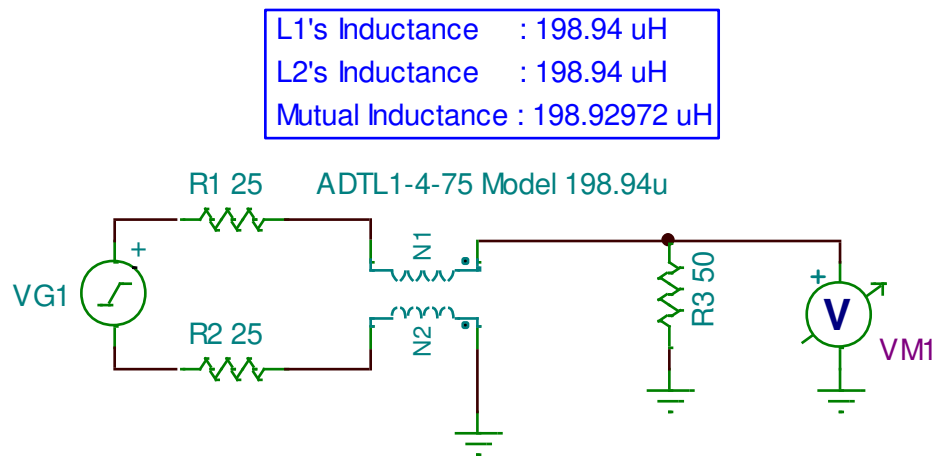 L1's Inductance : 198.94 uH
L2's Inductance : 198.94 uH
Mutual Inductance : 198.92972 uH
R1 25
ADTL1-4-75 Model 198.94u
N1
+
VG1
R2 25
N2
R3 50
+
V
VM1